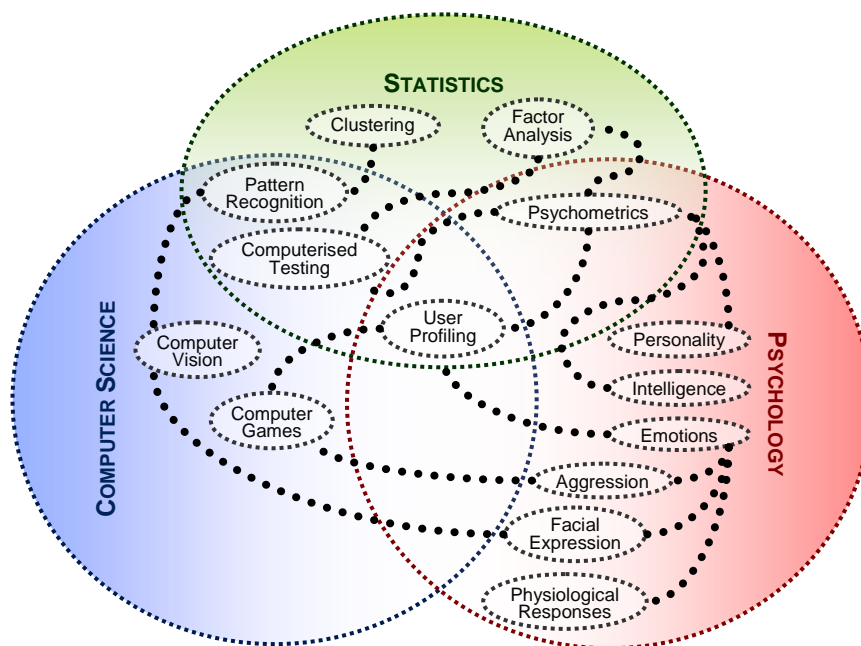 STATISTICS
Clustering
Factor
Analysis
Pattern
Recognition
Psychometrics
Computerised
Testing
User
Profiling
Computer
Vision
Personality
Intelligence
Computer
Games
Emotions
Aggression
Facial
Expression
Physiological
Responses
COMPUTER SCIENCE
PSYCHOLOGY